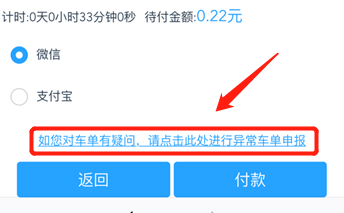 计时:0天0小时33分钟0秒 待付金额:0.22元
微信
支付宝
如您对车单有疑问，请点击此处进行异常车单申报
返回 付款